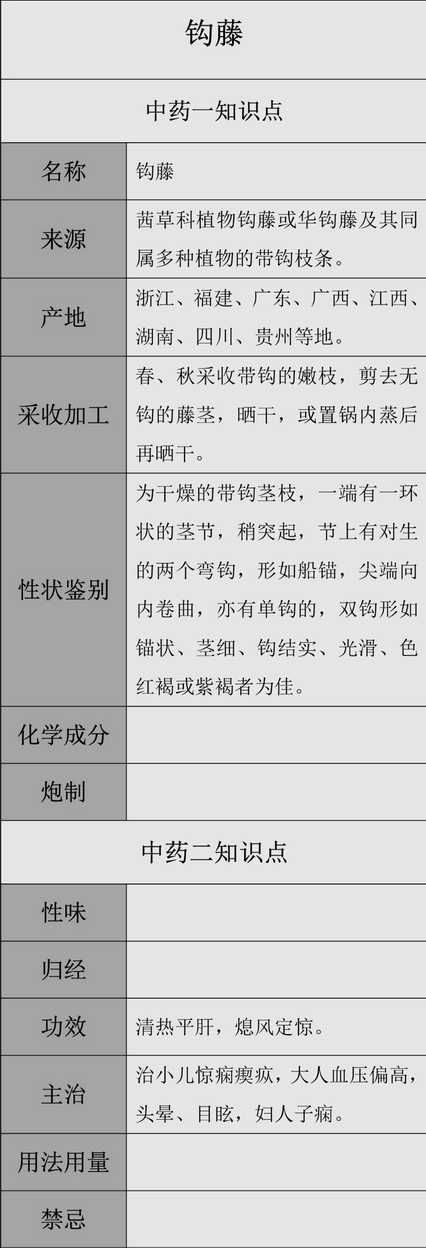 钩藤
中药一知识点
名称
钩藤
来源
茜草科植物钩藤或华钩藤及其同
属多种植物的带钩枝条。
产地
浙江、福建、广东、广西、江西、
湖南、四川、贵州等地。
采收加工
春、秋采收带钩的嫩枝，剪去无
钩的藤茎，晒干，或置锅内蒸后
再晒干。
性状鉴别
为干燥的带钩茎枝，一端有一环
状的茎节，稍突起，节上有对生
的两个弯钩，形如船锚，尖端向
内卷曲，亦有单钩的，双钩形如
锚状、茎细、钩结实、光滑、色
红褐或紫褐者为佳。
化学成分
炮制
中药二知识点
性味
归经
功效
清热平肝，熄风定惊。
主治
治小儿惊痫瘈疭，大人血压偏高，
头晕、目眩，妇人子痫。
用法用量
禁忌